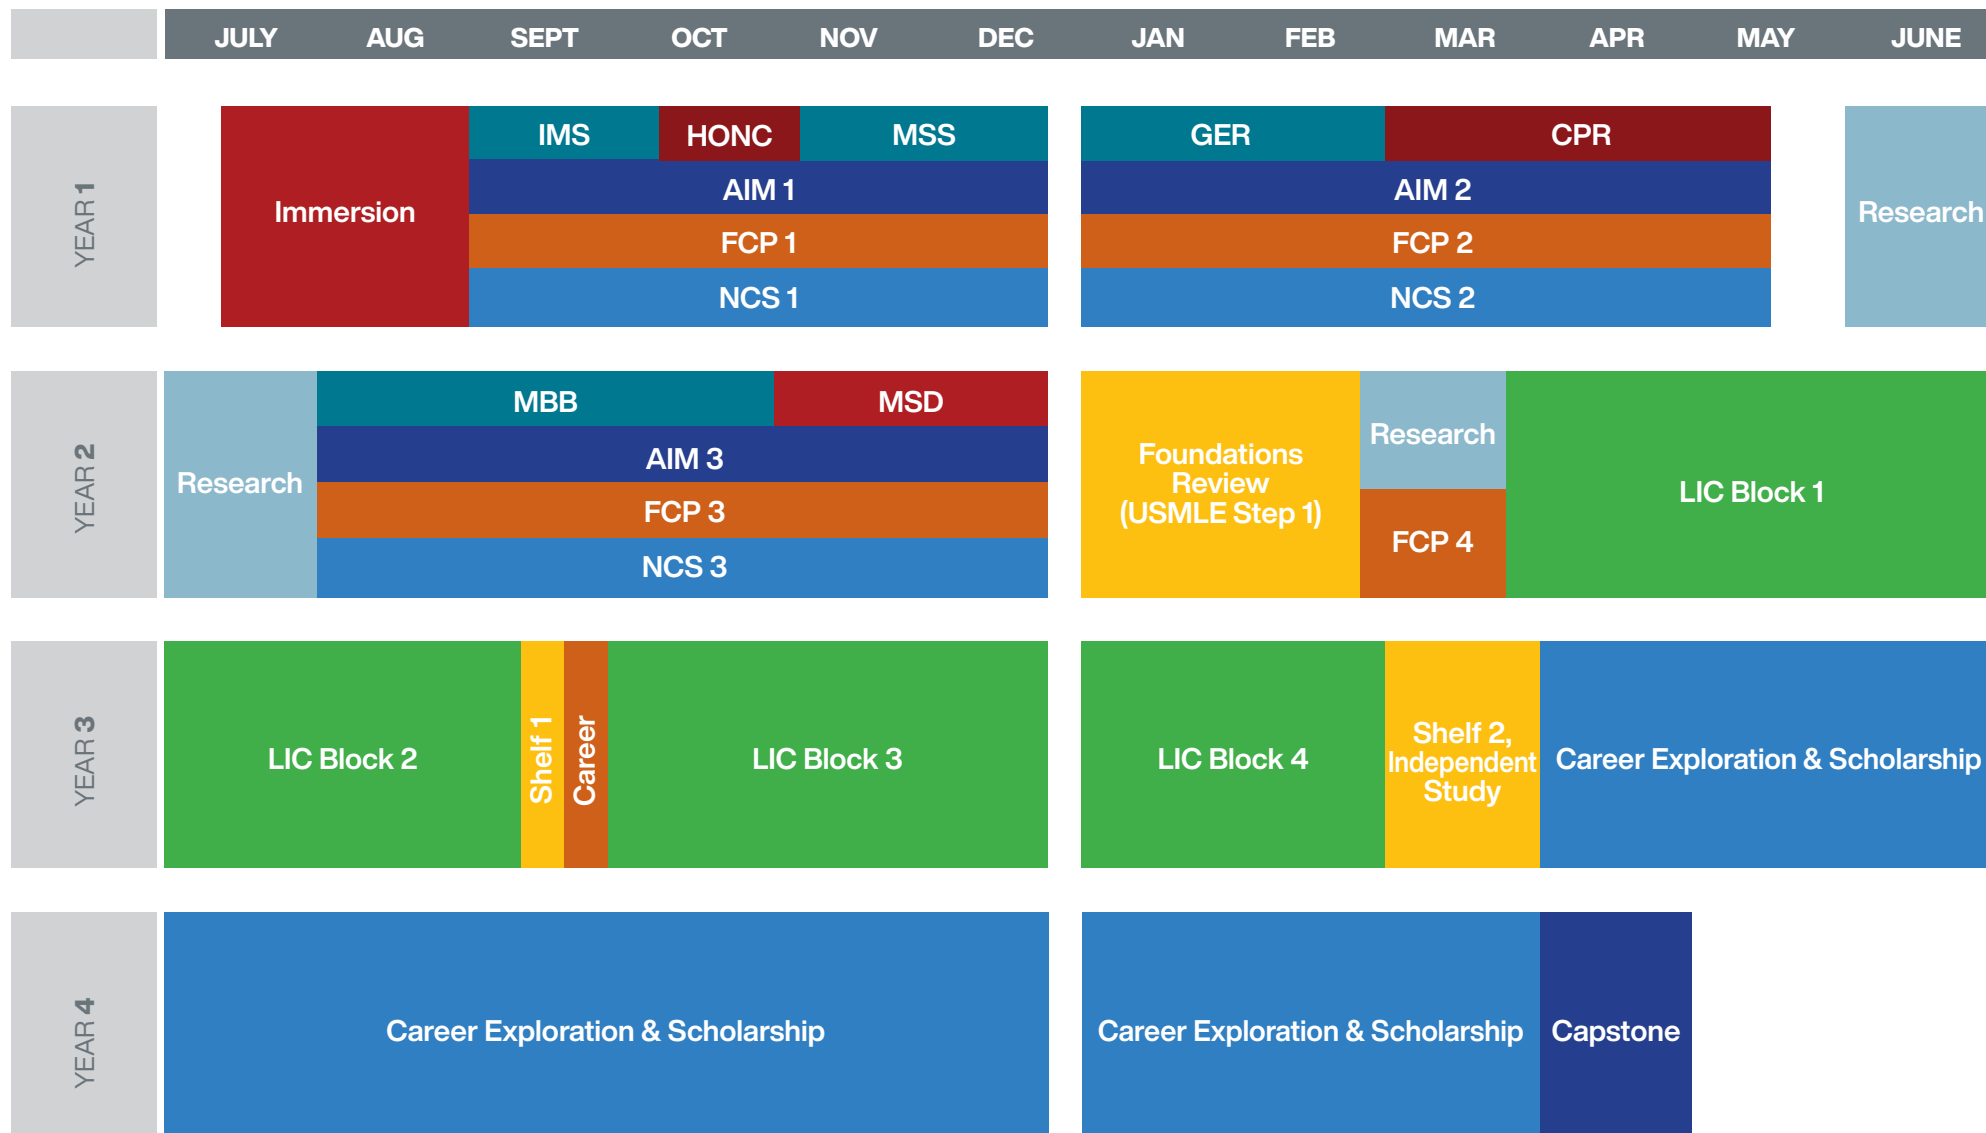 JULY AUG SEPT OCT NOV DEC JAN FEB MAR APR MAY JUNE
YEAR 1
Immersion
IMS HONC MSS
AIM 1
FCP 1
NCS 1
GER CPR
AIM 2
FCP 2
NCS 2
Research
YEAR 2
Research
MBB MSD
AIM 3
FCP 3
NCS 3
Foundations
Review
(USMLE Step 1)
Research
FCP 4
LIC Block 1
YEAR 3
LIC Block 2
Shelf 1
Career
LIC Block 3
LIC Block 4
Shelf 2,
Independent
Study
Career Exploration & Scholarship
YEAR 4
Career Exploration & Scholarship
Career Exploration & Scholarship
Capstone